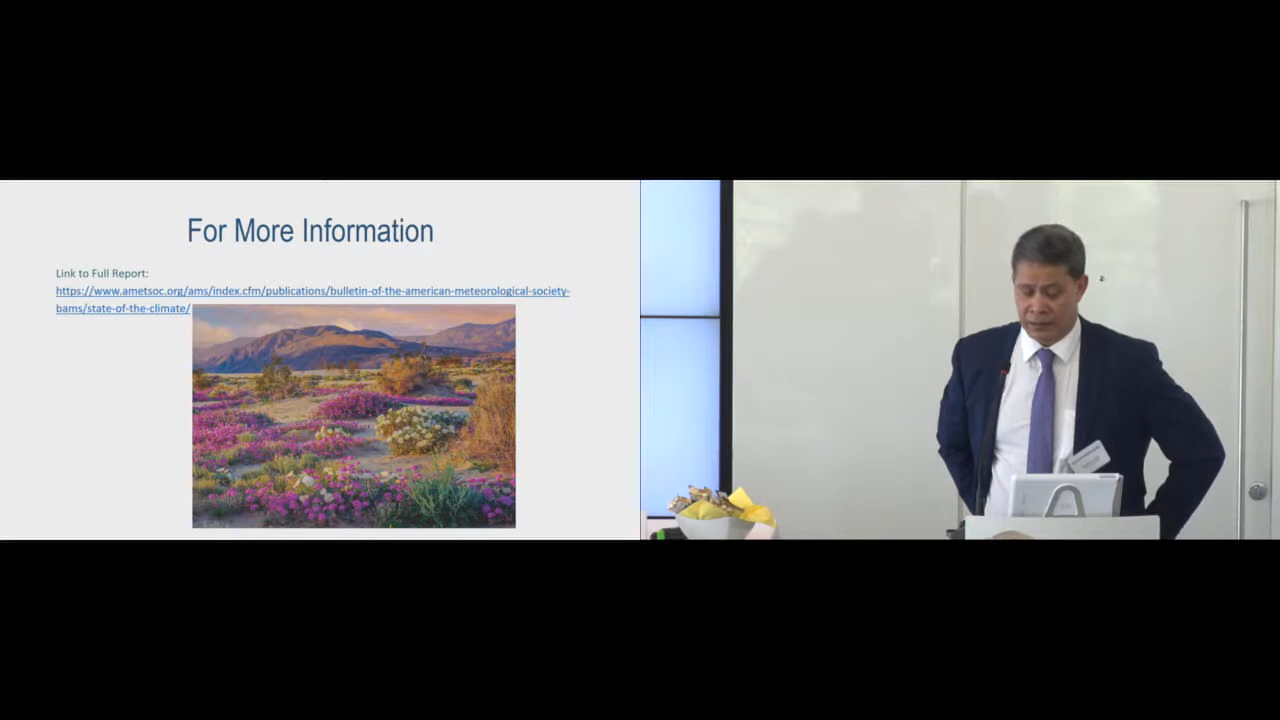 For More Information
Link to Full Report:
https://www.ametsoc.org/ams/index.cfm/publications/bulletin-of-the-american-meteorological-society-
bams/state-of-the-climate/